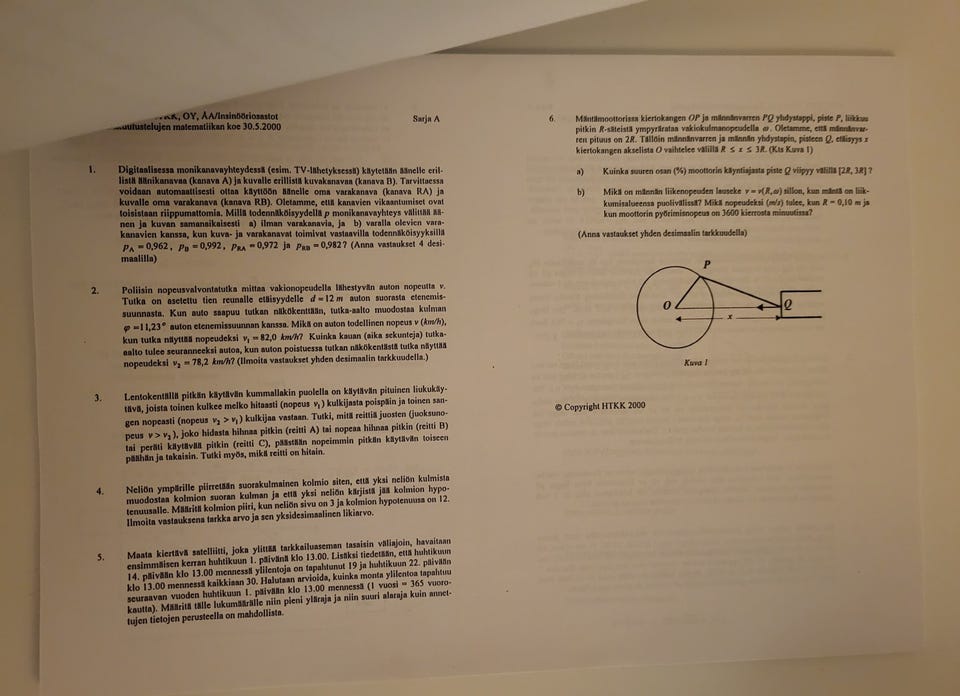 KK, OY, ÅA/Insinööriosastot
Sarja A
matematiikan koe 30.5.2000
1.
Digitaalisessa monikanavayhteydessä (esim. TV-lähetyksessä) käytetään äänelle eril-
listä äänikanavaa (kanava A) ja kuvalle erillistä kuvakanavaa (kanava B). Tarvittaessa
voidaan automaattisesti ottaa käyttöön äänelle oma varakanava (kanava RA) ja
kuvalle oma varakanava (kanava RB). Oletamme, että kanavien vikaantumiset ovat
toisistaan riippumattomia. Millä todennäköisyydellä p monikanavayhteys välittää ää-
nen ja kuvan samanaikaisesti a) ilman varakanavia, ja b) varalla olevien vara-
kanavien kanssa, kun kuva- ja varakanavat toimivat vastaavilla todennäköisyyksillä
pA = 0,962, pB = 0,992, pRA = 0,972 ja pRB = 0,982? (Anna vastaukset 4 desi-
maalilla)
2.
Poliisin nopeusvalvontatutka mittaa vakionopeudella lähestyvän auton nopeutta v.
Tutka on asetettu tien reunalle etäisyydelle d = 12 m auton suorasta etenemis-
suunnasta. Kun auto saapuu tutkan näkökenttään, tutka-aalto muodostaa kulman
φ = 11,23° auton etenemissuunnan kanssa. Mikä on auton todellinen nopeus v (km/h),
kun tutka näyttää nopeudeksi v₁ = 82,0 km/h? Kuinka kauan (aika sekunteja) tutka-
aalto tulee seuranneeksi autoa, kun auton poistuessa tutkan näkökentästä tutka näyttää
nopeudeksi v₂ = 78,2 km/h? (Ilmoita vastaukset yhden desimaalin tarkkuudella.)
3.
Lentokentällä pitkän käytävän kummallakin puolella on käytävän pituinen liukukäy-
tävä, joista toinen kulkee melko hitaasti (nopeus v₁) kulkijasta poispäin ja toinen san-
gen nopeasti (nopeus v₂ > v₁) kulkijaa vastaan. Tutki, mitä reittiä juosten (juoksuno-
peus v > v₂), joko hidasta hihnaa pitkin (reitti A) tai nopeaa hihnaa pitkin (reitti B)
tai peräti käytävää pitkin (reitti C), päästään nopeimmin pitkän käytävän toiseen
päähän ja takaisin. Tutki myös, mikä reitti on hitain.
4.
Neliön ympärille piirretään suorakulmainen kolmio siten, että yksi neliön kulmista
muodostaa kolmion suoran kulman ja että yksi neliön kärjistä jää kolmion hypo-
tenuusalle. Määritä kolmion piiri, kun neliön sivu on 3 ja kolmion hypotenuusa on 12.
Ilmoita vastauksena tarkka arvo ja sen yksidesimaalinen likiarvo.
5.
Maata kiertävä satelliitti, joka ylittää tarkkailuaseman tasaisin väliajoin, havaitaan
ensimmäisen kerran huhtikuun 1. päivänä klo 13.00. Lisäksi tiedetään, että huhtikuun
14. päivään klo 13.00 mennessä ylilentoja on tapahtunut 19 ja huhtikuun 22. päivään
klo 13.00 mennessä kaikkiaan 30. Halutaan arvioida, kuinka monta ylilentoa tapahtuu
seuraavan vuoden huhtikuun 1. päivään klo 13.00 mennessä (1 vuosi = 365 vuoro-
kautta). Määritä tälle lukumäärälle niin pieni yläraja ja niin suuri alaraja kuin annet-
tujen tietojen perusteella on mahdollista.
6.
Mäntämoottorissa kiertokangen OP ja männänvarren PQ yhdystappi, piste P, liikkuu
pitkin R-säteistä ympyrärataa vakiokulmanopeudella ω. Oletamme, että männänvar-
ren pituus on 2R. Tällöin männänvarren ja männän yhdystapin, pisteen Q, etäisyys x
kiertokangen akselista O vaihtelee välillä R ≤ x ≤ 3R. (Kts Kuva 1)
a) Kuinka suuren osan (%) moottorin käyntiajasta piste Q viipyy välillä [2R, 3R] ?
b) Mikä on männän liikenopeuden lauseke v = v(R,ω) silloin, kun mäntä on liik-
kumisalueensa puolivälissä? Mikä nopeudeksi (m/s) tulee, kun R = 0,10 m ja
kun moottorin pyörimisnopeus on 3600 kierrosta minuutissa?
(Anna vastaukset yhden desimaalin tarkkuudella)
P
O
Q
x
Kuva 1
© Copyright HTKK 2000